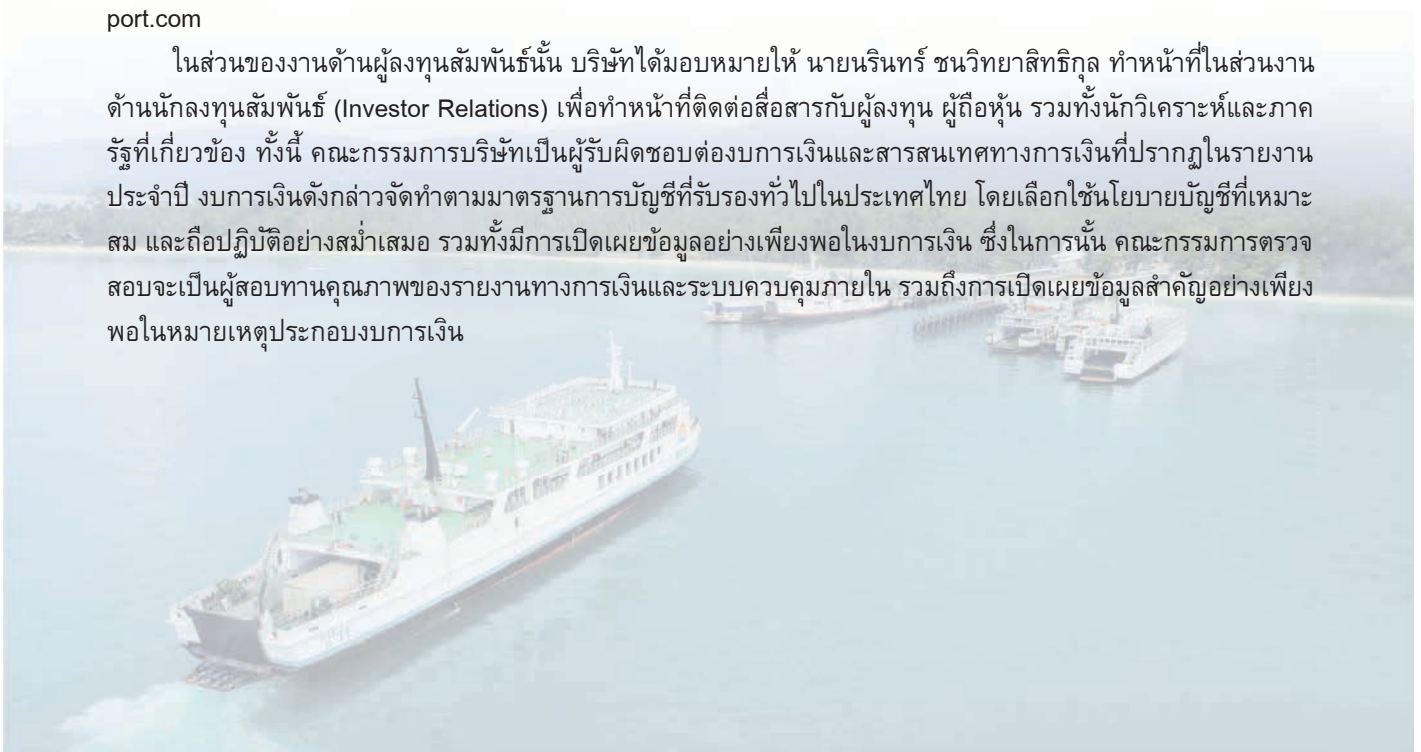 port.com
ในส่วนของงานด้านผู้ลงทุนสัมพันธ์นั้น บริษัทได้มอบหมายให้ นายนรินทร์ ชนวิทยาสิทธิกุล ทำหน้าที่ในส่วนงาน
ด้านนักลงทุนสัมพันธ์ (Investor Relations) เพื่อทำหน้าที่ติดต่อสื่อสารกับผู้ลงทุน ผู้ถือหุ้น รวมทั้งนักวิเคราะห์และภาค
รัฐที่เกี่ยวข้อง ทั้งนี้ คณะกรรมการบริษัทเป็นผู้รับผิดชอบต่องบการเงินและสารสนเทศทางการเงินที่ปรากฏในรายงาน
ประจำปี งบการเงินดังกล่าวจัดทำตามมาตรฐานการบัญชีที่รับรองทั่วไปในประเทศไทย โดยเลือกใช้นโยบายบัญชีที่เหมาะ
สม และถือปฏิบัติอย่างสม่ำเสมอ รวมทั้งมีการเปิดเผยข้อมูลอย่างเพียงพอในงบการเงิน ซึ่งในการนั้น คณะกรรมการตรวจ
สอบจะเป็นผู้สอบทานคุณภาพของรายงานทางการเงินและระบบควบคุมภายใน รวมถึงการเปิดเผยข้อมูลสำคัญอย่างเพียง
พอในหมายเหตุประกอบงบการเงิน